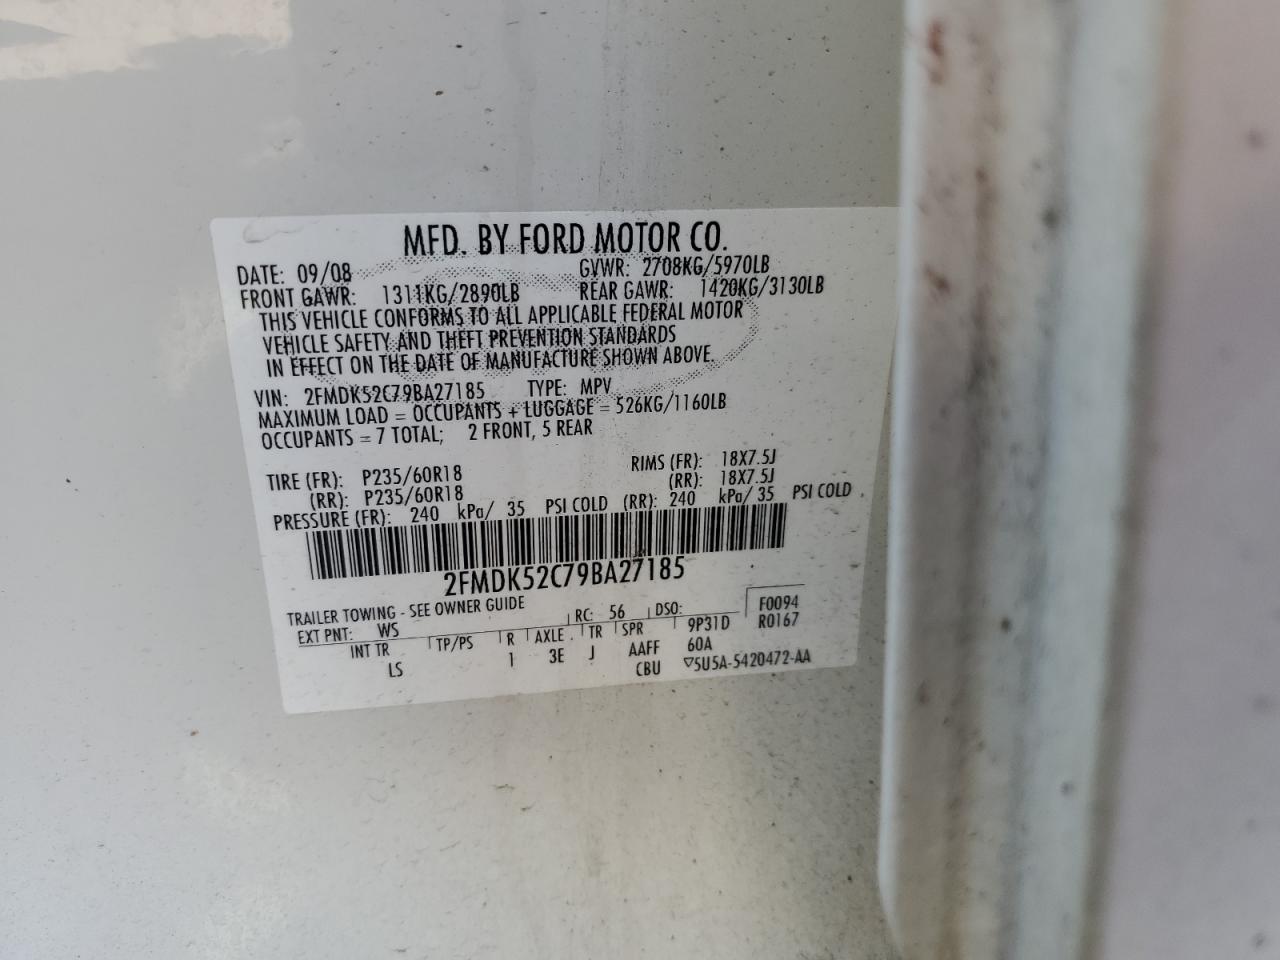 MFD. BY FORD MOTOR CO.
DATE: 09/08 GVWR: 2708KG/5970LB
FRONT GAWR: 1311KG/2890LB REAR GAWR: 1420KG/3130LB
THIS VEHICLE CONFORMS TO ALL APPLICABLE FEDERAL MOTOR
VEHICLE SAFETY AND THEFT PREVENTION STANDARDS
IN EFFECT ON THE DATE OF MANUFACTURE SHOWN ABOVE.
VIN: 2FMDK52C79BA27185 TYPE: MPV
MAXIMUM LOAD = OCCUPANTS + LUGGAGE = 526KG/1160LB
OCCUPANTS = 7 TOTAL; 2 FRONT, 5 REAR
TIRE (FR): P235/60R18 RIMS (FR): 18X7.5J
(RR): P235/60R18 (RR): 18X7.5J
PRESSURE (FR): 240 kPa/ 35 PSI COLD (RR): 240 kPa/ 35 PSI COLD
2FMDK52C79BA27185
TRAILER TOWING - SEE OWNER GUIDE
EXT PNT: WS RC: 56 DSO: F0094
INT TR TP/PS R AXLE TR SPR 9P31D R0167
LS 1 3E J AAFF 60A
CBU ▽5U5A-5420472-AA